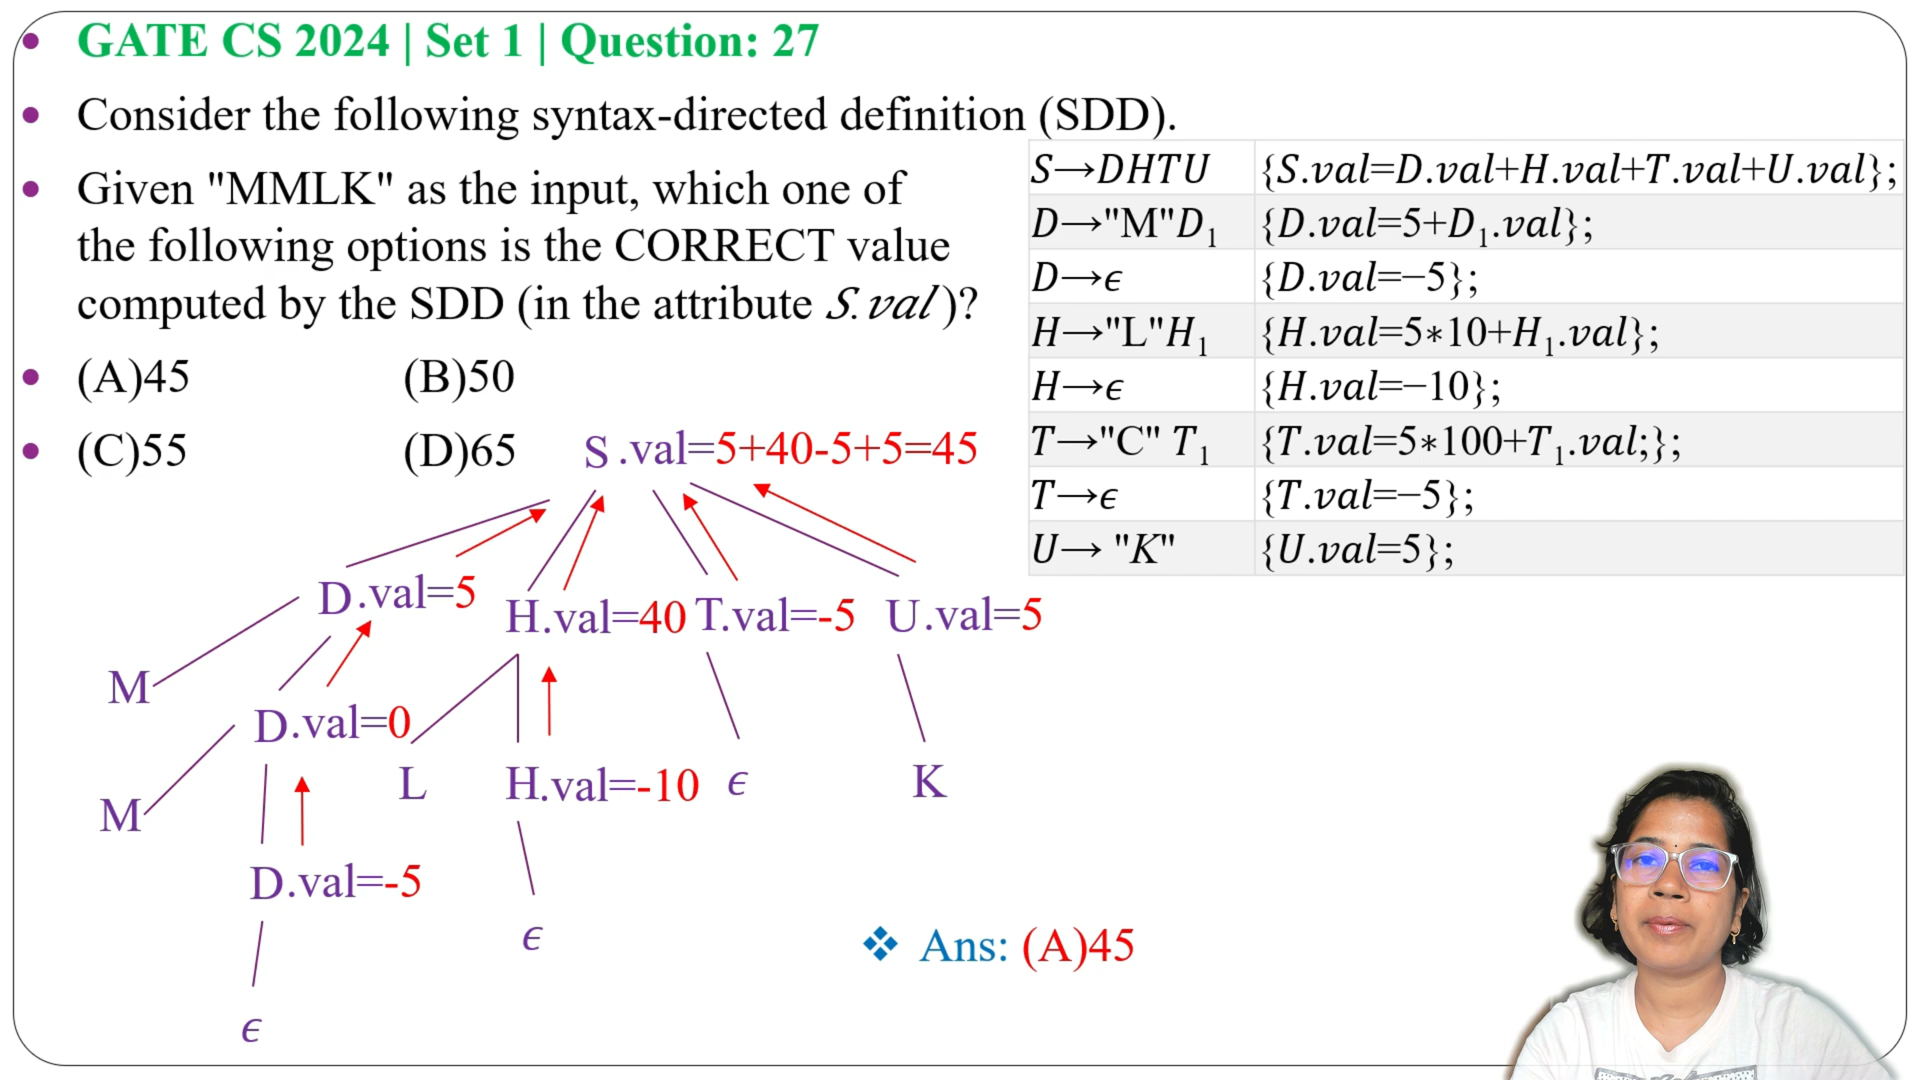 GATE CS 2024 | Set 1 | Question: 27
Consider the following syntax-directed definition (SDD).
Given "MMLK" as the input, which one of
the following options is the CORRECT value
computed by the SDD (in the attribute S.val)?
(A)45 (B)50
(C)55 (D)65
S→DHTU {S.val=D.val+H.val+T.val+U.val};
D→"M"D₁ {D.val=5+D₁.val};
D→ϵ {D.val=−5};
H→"L"H₁ {H.val=5∗10+H₁.val};
H→ϵ {H.val=−10};
T→"C" T₁ {T.val=5∗100+T₁.val;};
T→ϵ {T.val=−5};
U→ "K" {U.val=5};
S.val=5+40-5+5=45
D.val=5 H.val=40 T.val=-5 U.val=5
M
D.val=0
M L H.val=-10 ϵ K
D.val=-5
ϵ
ϵ
❖ Ans: (A)45